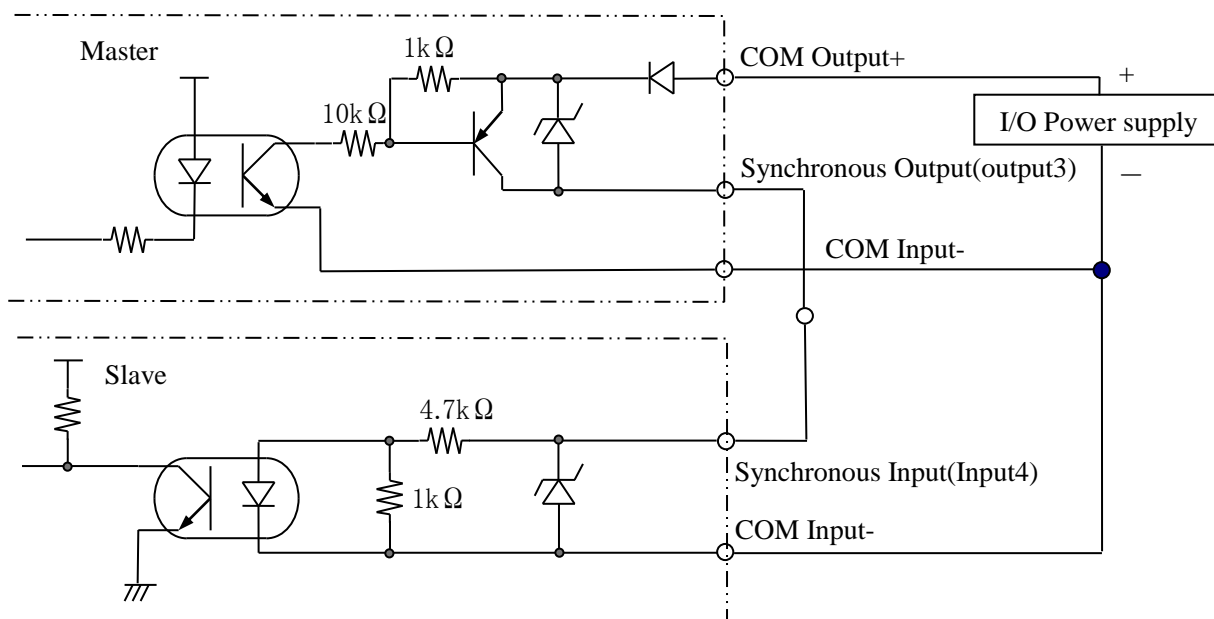 Master
1kΩ
COM Output+
+
10kΩ
I/O Power supply
Synchronous Output(output3)
—
COM Input-
Slave
4.7kΩ
Synchronous Input(Input4)
1kΩ
COM Input-